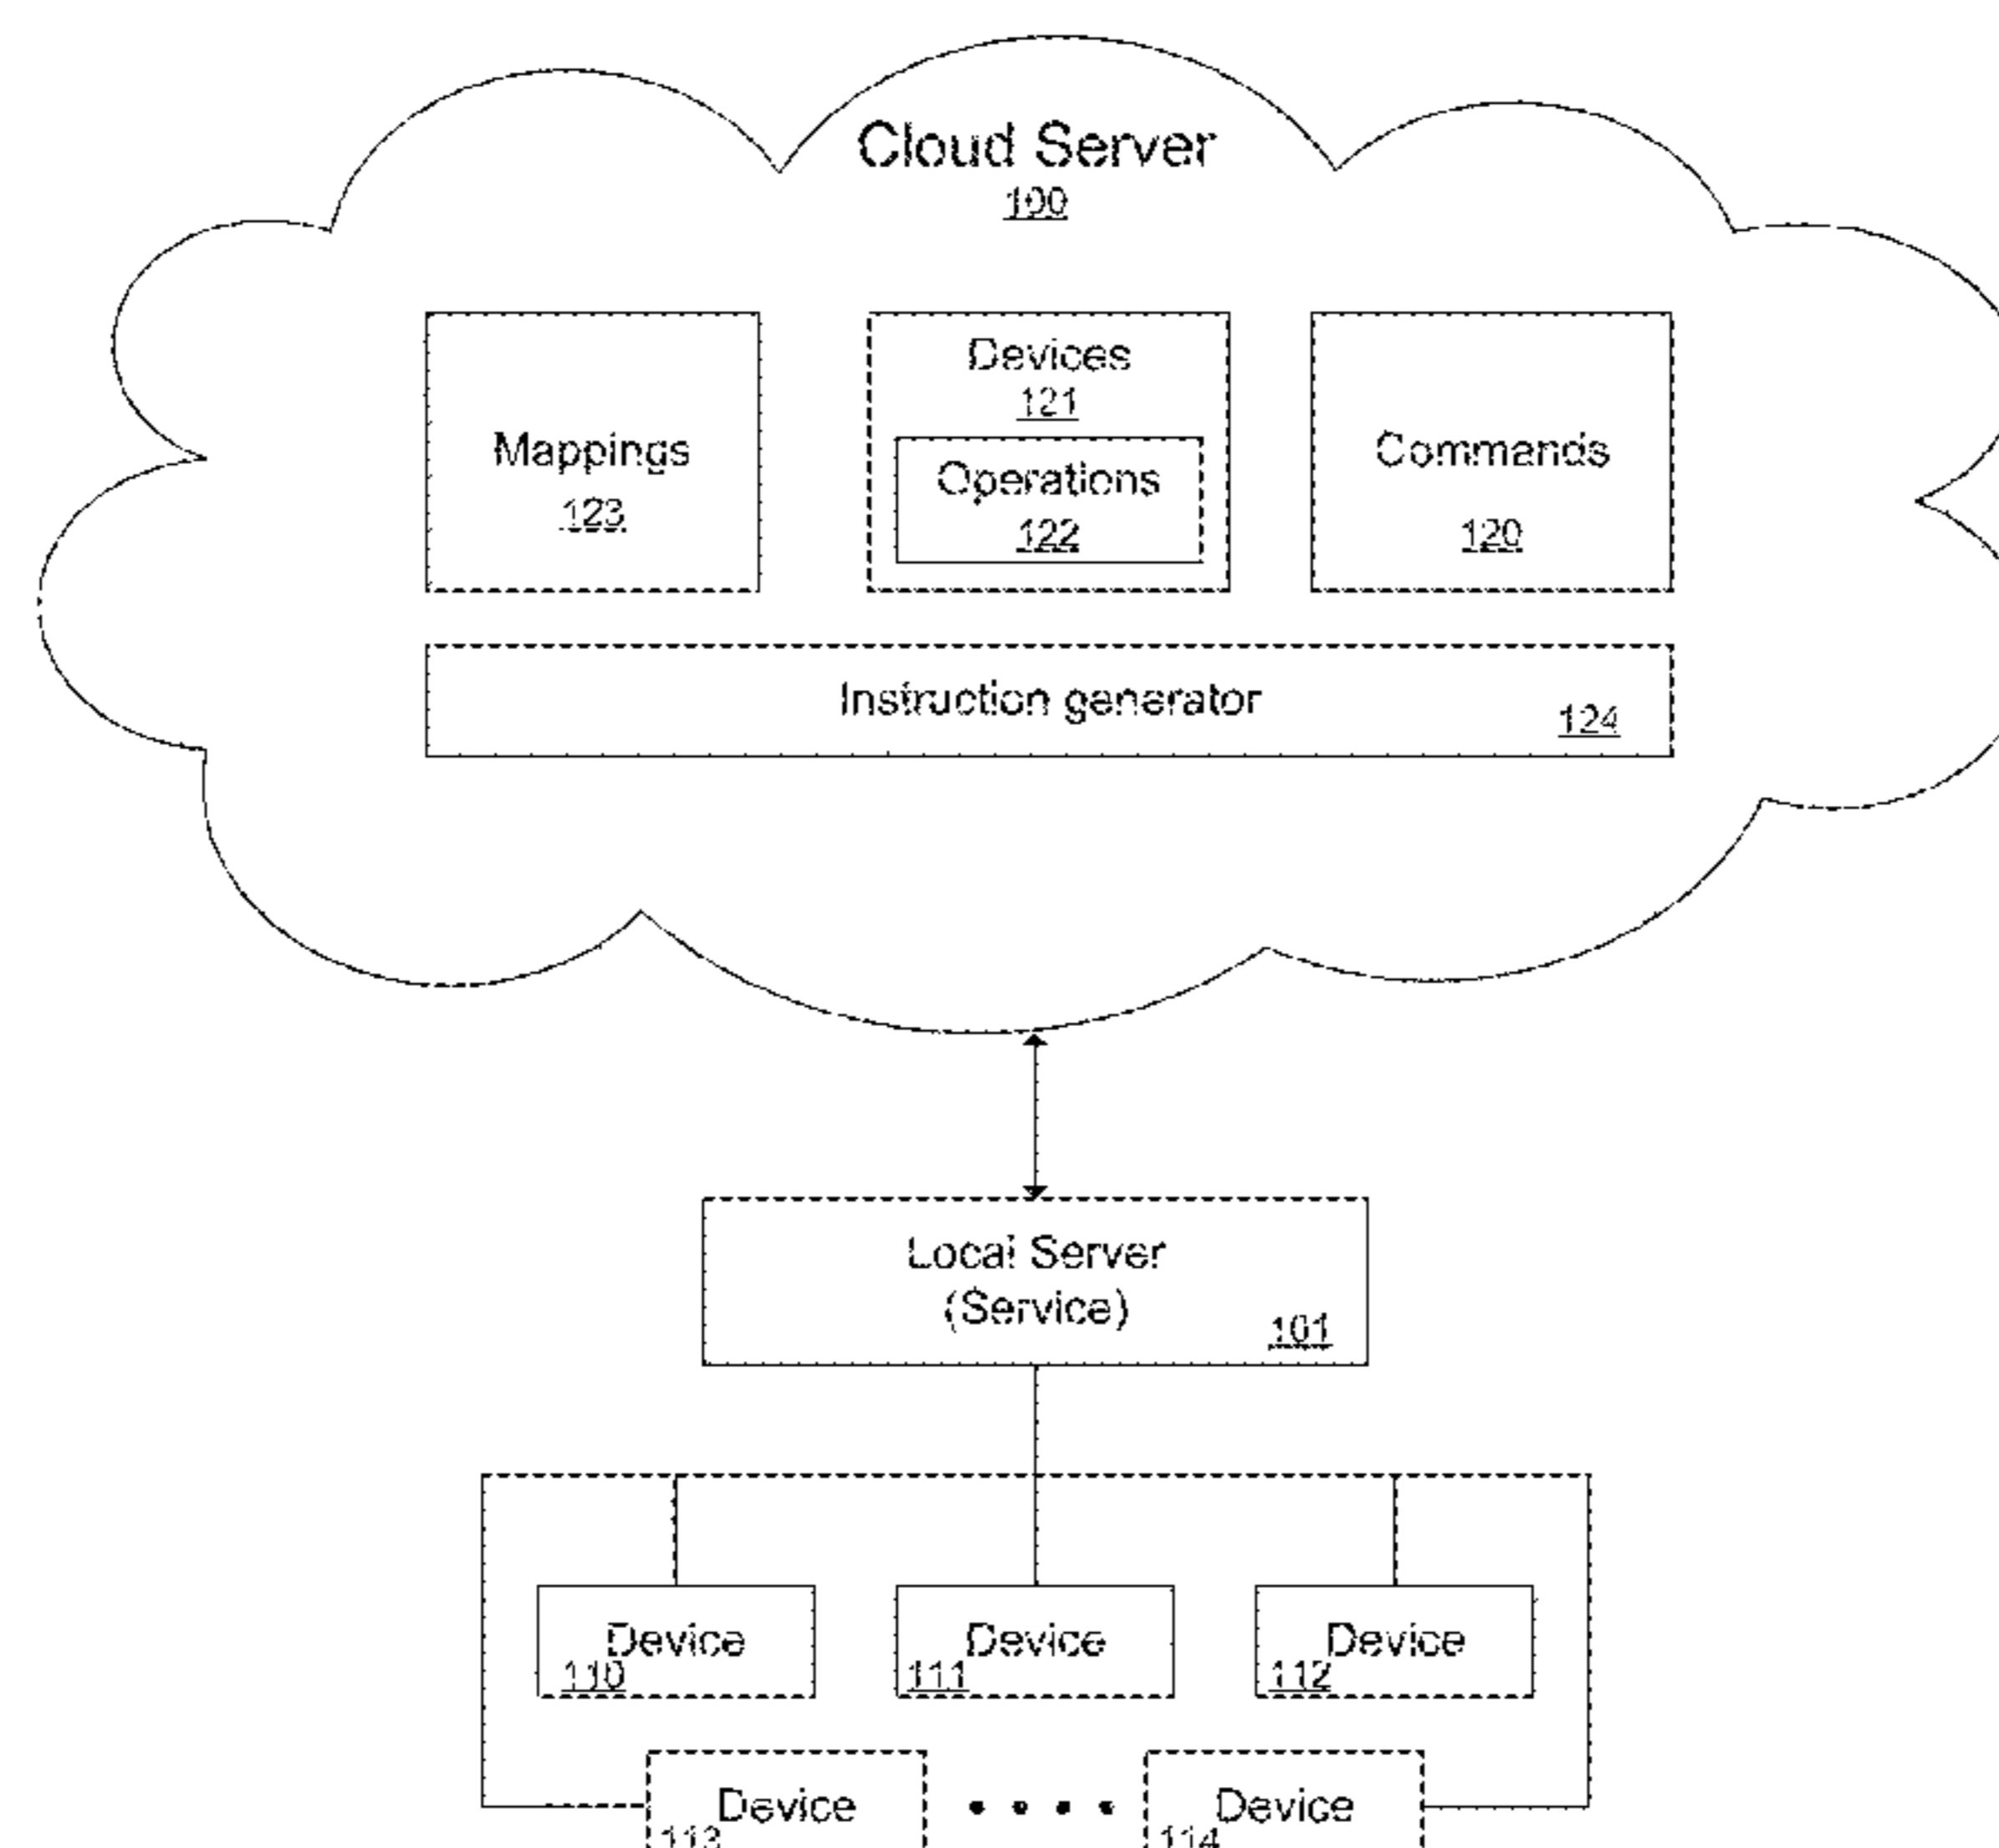 Cloud Server
100
Mappings
123
Devices
121
Operations
122
Commands
120
Instruction generator
124
Local Server
(Service)
101
Device
110
Device
111
Device
112
Device
113
Device
114